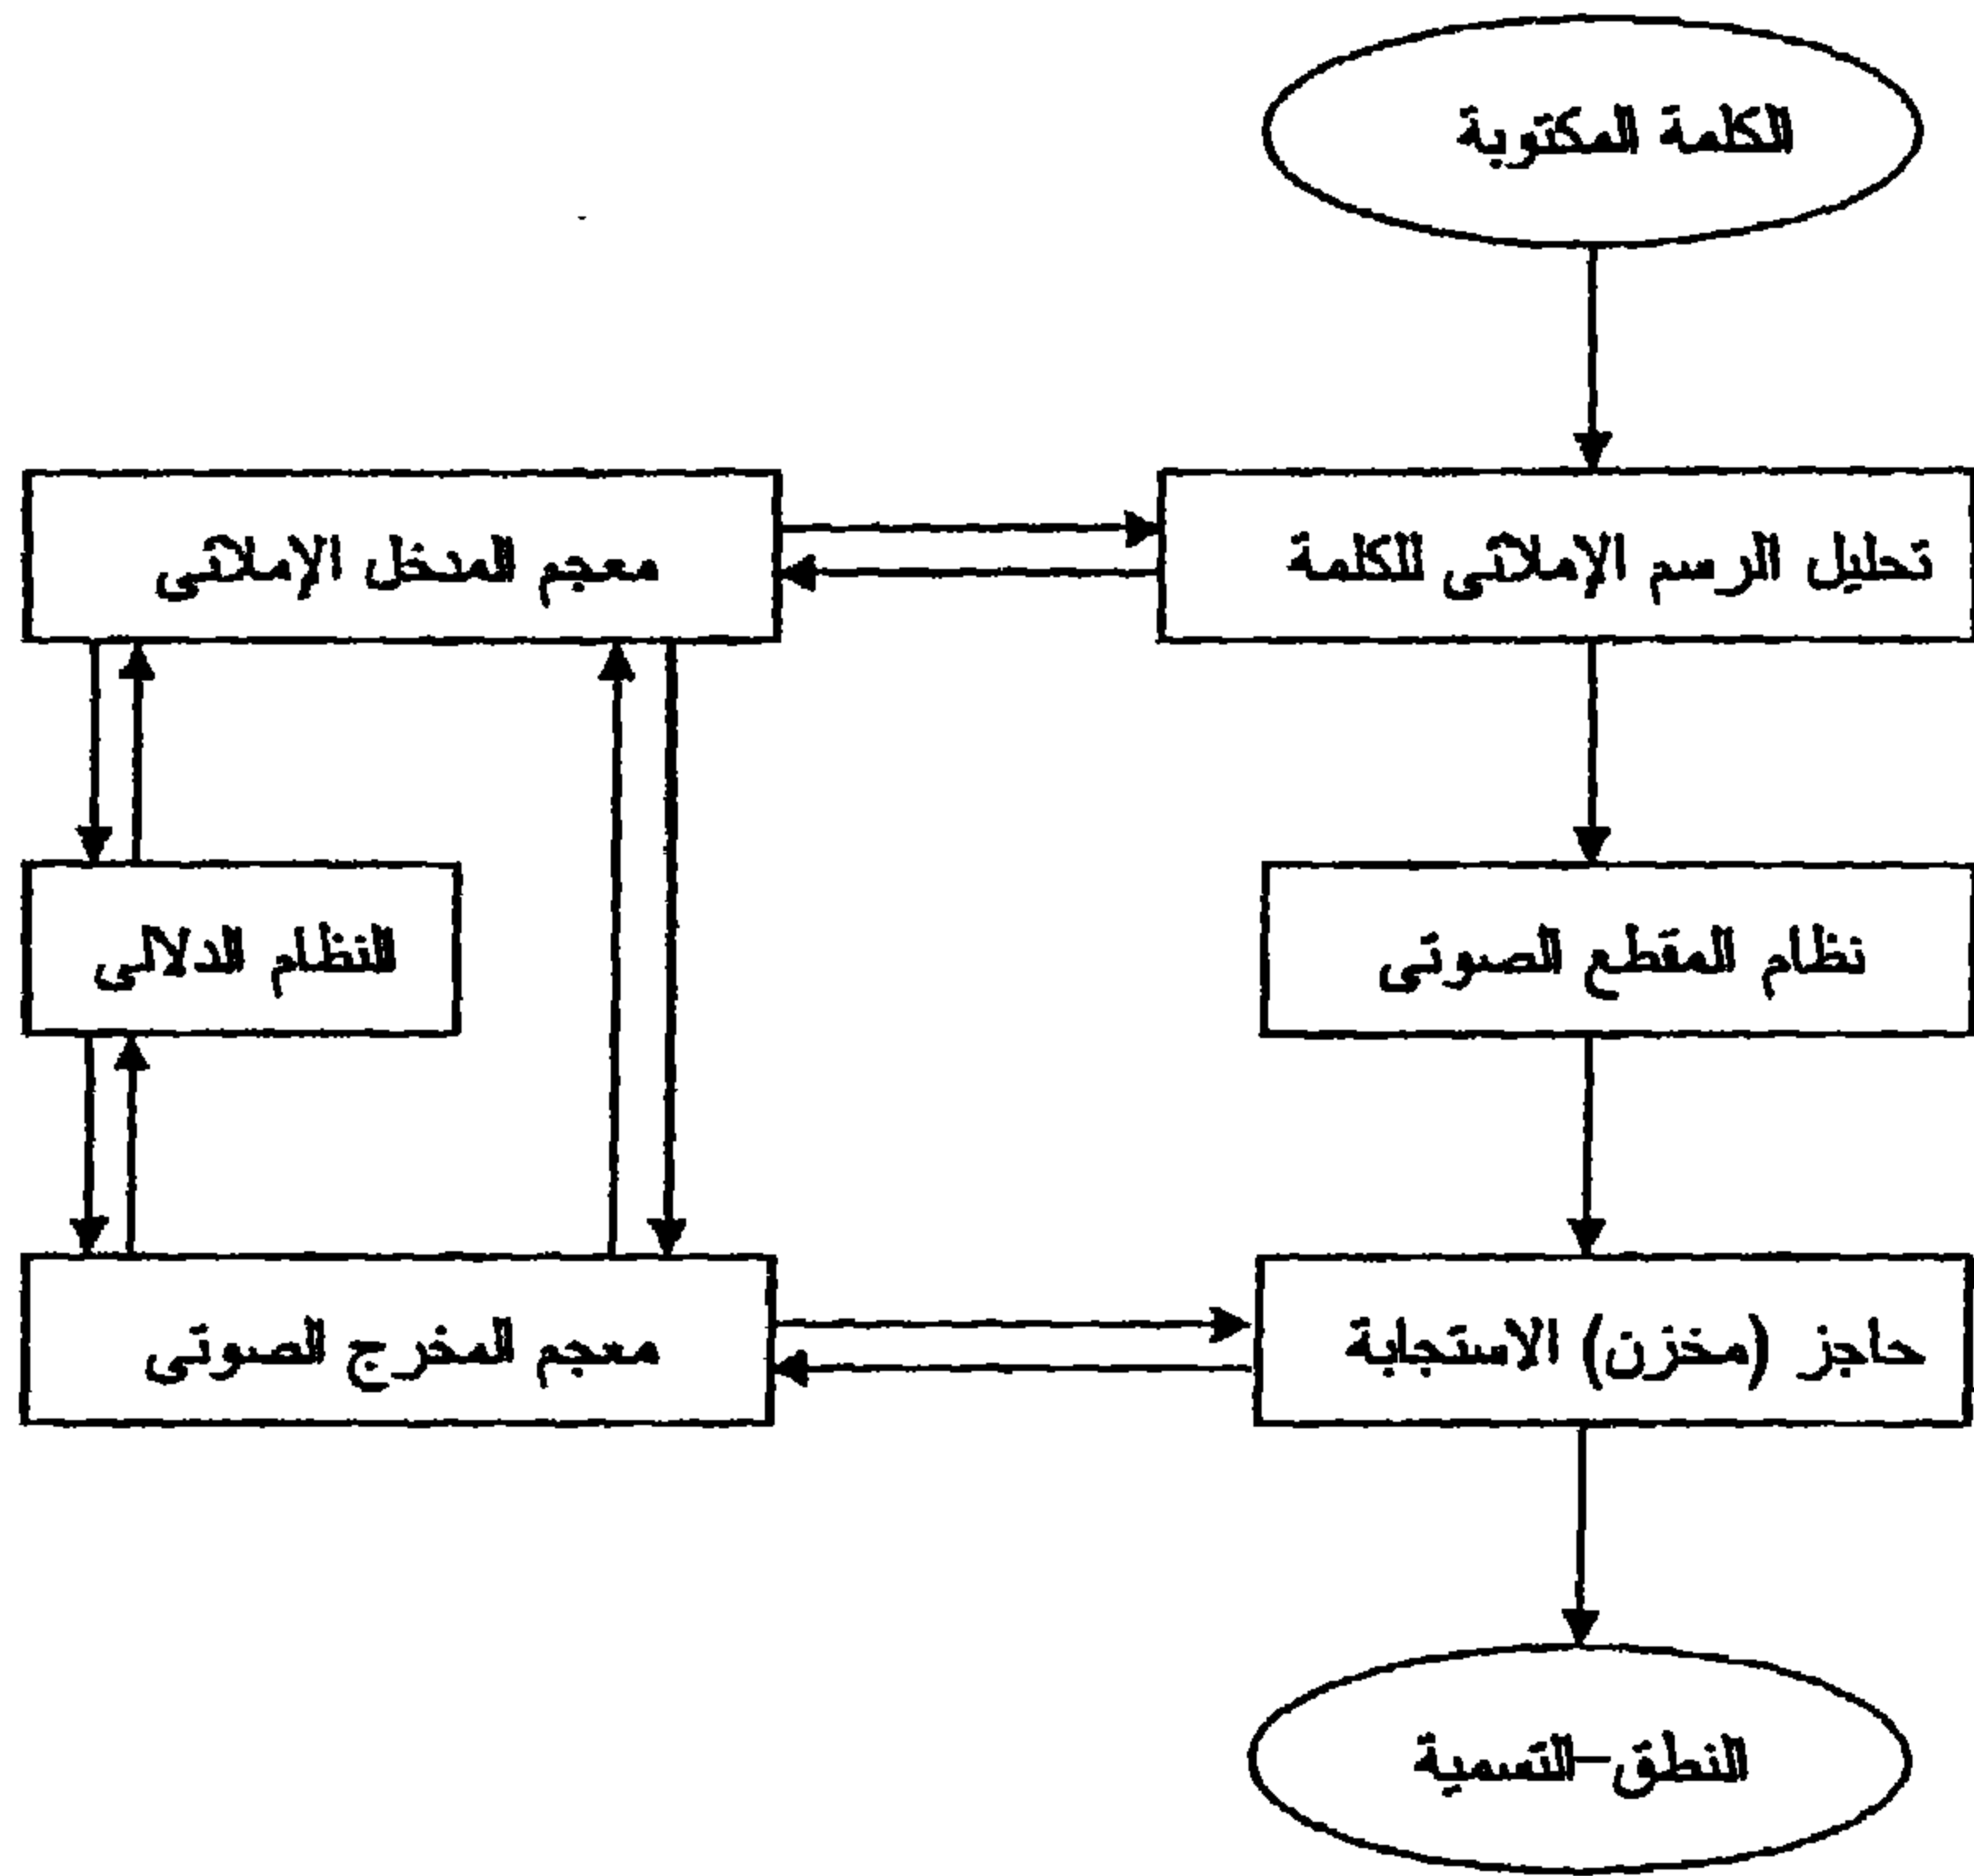 الكلمة المكتوبة
تحليل الرسم الإملائى للكلمة
معجم المدخل الإملائى
نظام المقطع الصوتى
النظام الدلالى
حاجز (مخزن) الاستجابة
معجم المخرج الصوتى
النطق-التسمية